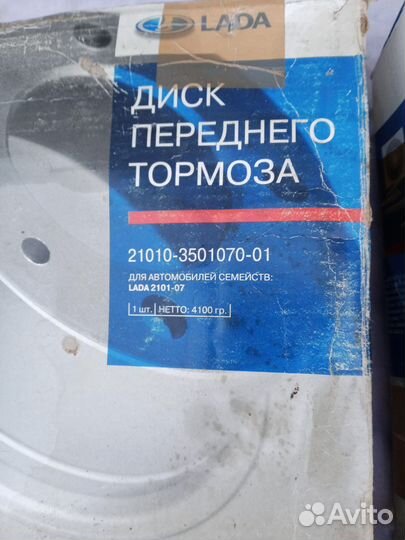 LADA
ДИСК
ПЕРЕДНЕГО
ТОРМОЗА
21010-3501070-01
ДЛЯ АВТОМОБИЛЕЙ СЕМЕЙСТВ:
LADA 2101-07
1 шт. НЕТТО: 4100 гр.
Avito